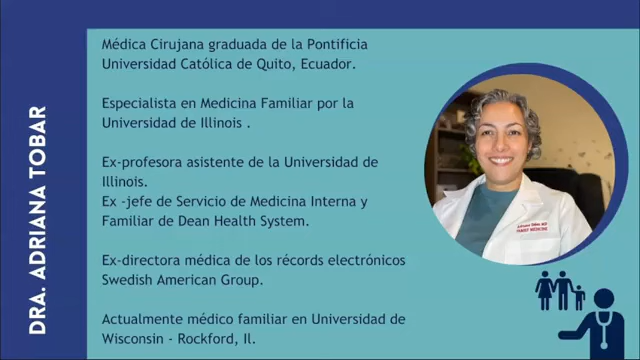 DRA. ADRIANA TOBAR
Médica Cirujana graduada de la Pontificia
Universidad Católica de Quito, Ecuador.
Especialista en Medicina Familiar por la
Universidad de Illinois .
Ex-profesora asistente de la Universidad de
Illinois.
Ex -jefe de Servicio de Medicina Interna y
Familiar de Dean Health System.
Ex-directora médica de los récords electrónicos
Swedish American Group.
Actualmente médico familiar en Universidad de
Wisconsin - Rockford, Il.
FAMILY MEDICINE